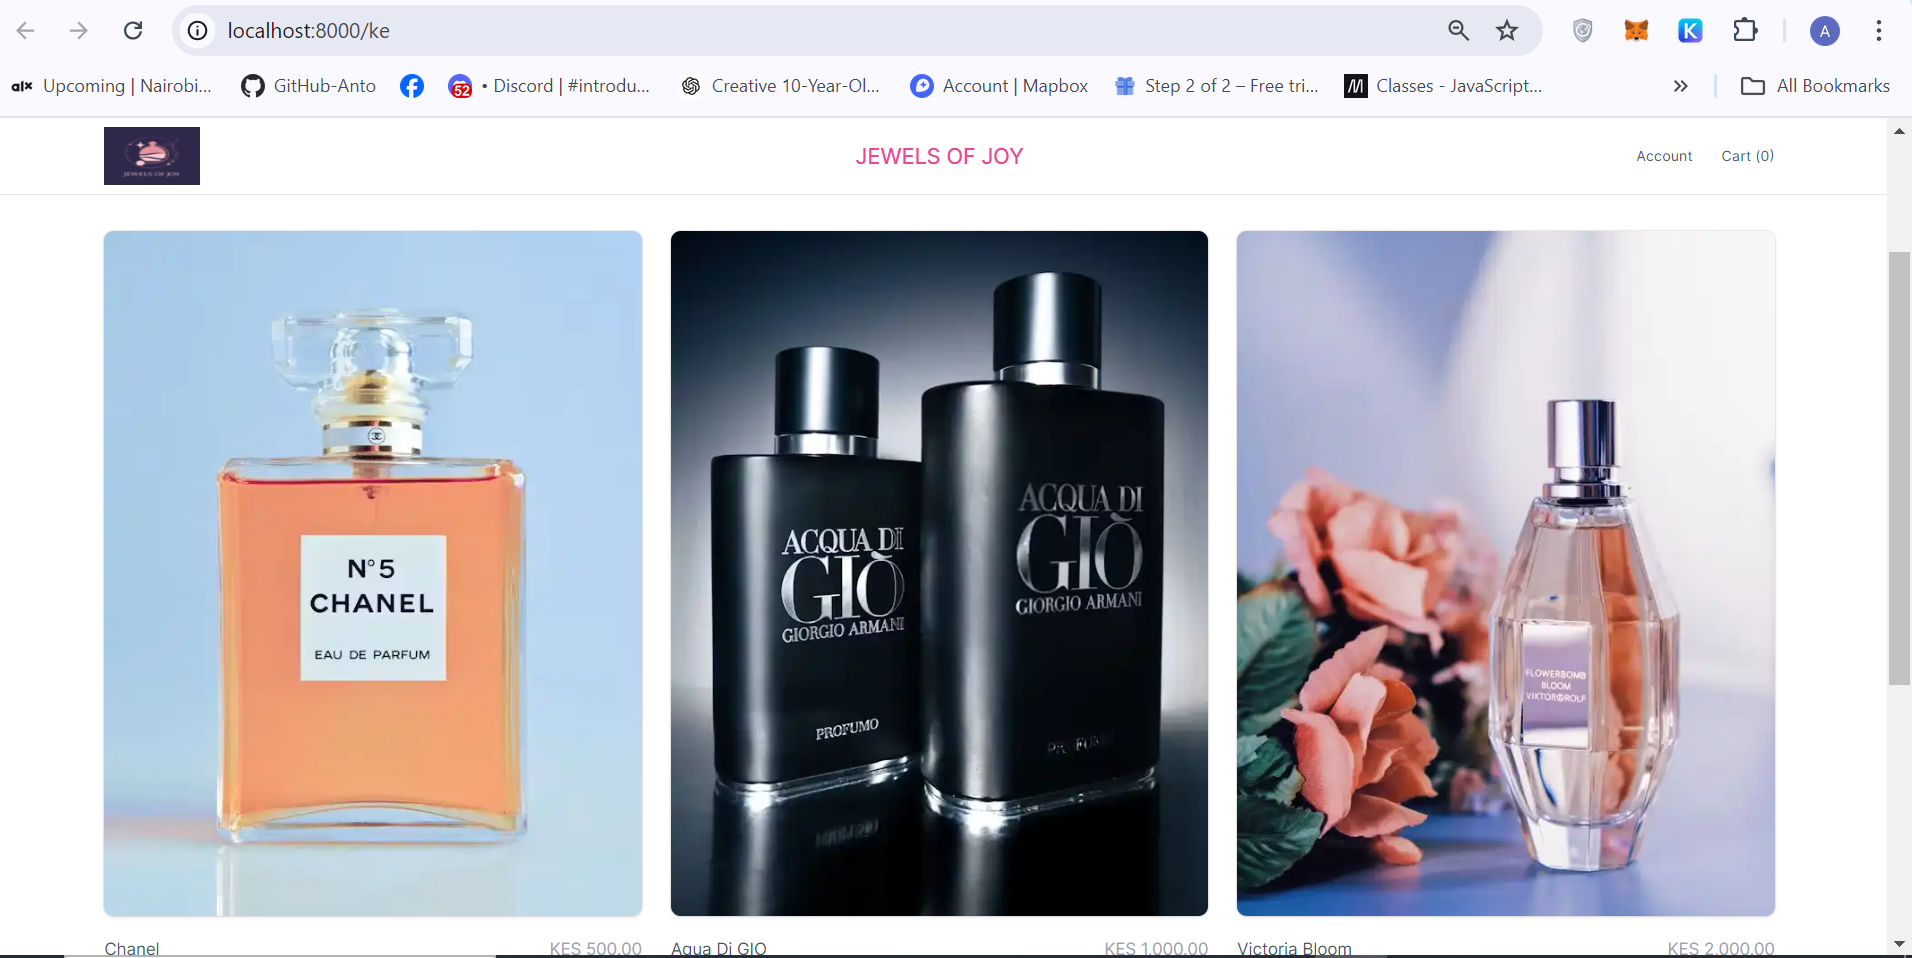 localhost:8000/ke
A
alx Upcoming | Nairobi... GitHub-Anto 52 • Discord | #introdu... Creative 10-Year-Ol... Account | Mapbox Step 2 of 2 – Free tri... Classes - JavaScript... » All Bookmarks
JEWELS OF JOY
JEWELS OF JOY
Account Cart (0)
N°5
CHANEL
EAU DE PARFUM
ACQUA DI
GIÒ
GIORGIO ARMANI
PROFUMO
ACQUA DI
GIÒ
GIORGIO ARMANI
PROFUMO
FLOWERBOMB
BLOOM
VIKTOR&ROLF
Chanel KES 500.00
Aqua Di GIO KES 1,000.00
Victoria Bloom KES 2,000.00